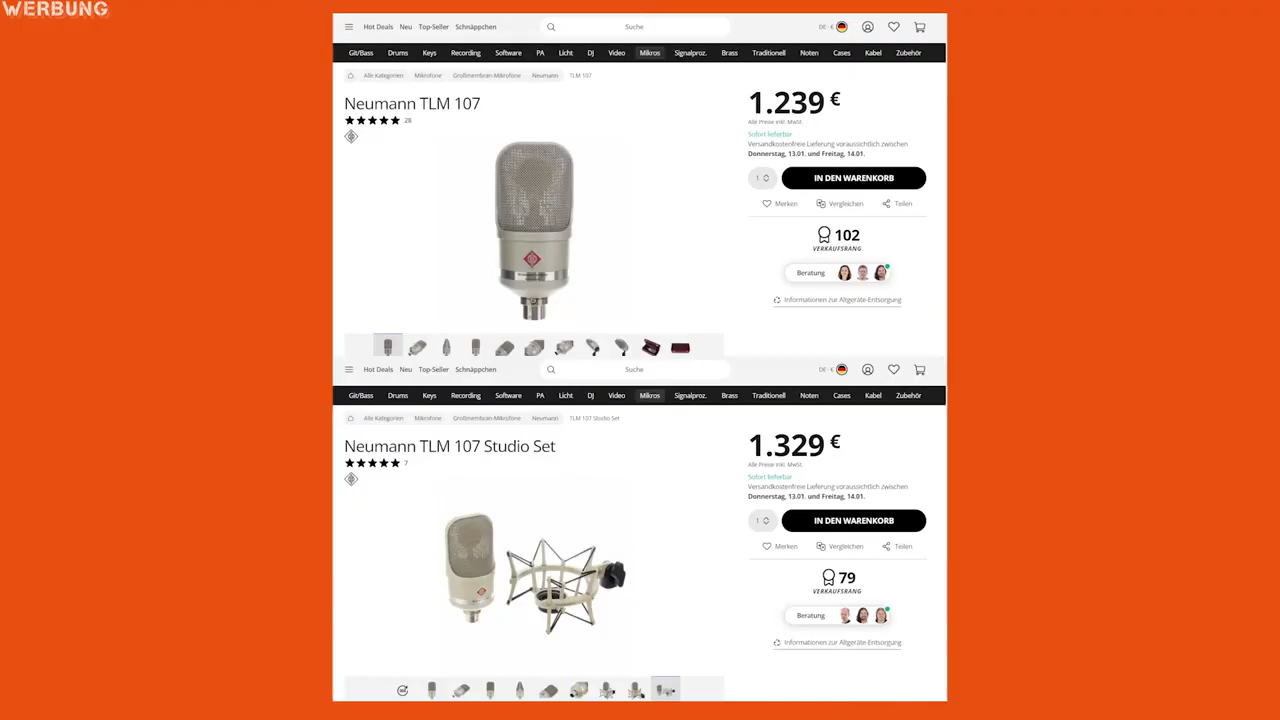 WERBUNG
Hot Deals Neu Top-Seller Schnäppchen Suche DE · €
Git/Bass Drums Keys Recording Software PA Licht DJ Video Mikros Signalproz. Brass Traditionell Noten Cases Kabel Zubehör
Alle Kategorien Mikrofone Großmembran-Mikrofone Neumann TLM 107
Neumann TLM 107
28
1.239 €
Alle Preise inkl. MwSt.
Sofort lieferbar
Versandkostenfreie Lieferung voraussichtlich zwischen
Donnerstag, 13.01. und Freitag, 14.01.
1 IN DEN WARENKORB
Merken Vergleichen Teilen
102
VERKAUFSRANG
Beratung
Informationen zur Altgeräte-Entsorgung
Hot Deals Neu Top-Seller Schnäppchen Suche DE · €
Git/Bass Drums Keys Recording Software PA Licht DJ Video Mikros Signalproz. Brass Traditionell Noten Cases Kabel Zubehör
Alle Kategorien Mikrofone Großmembran-Mikrofone Neumann TLM 107 Studio Set
Neumann TLM 107 Studio Set
7
1.329 €
Alle Preise inkl. MwSt.
Sofort lieferbar
Versandkostenfreie Lieferung voraussichtlich zwischen
Donnerstag, 13.01. und Freitag, 14.01.
1 IN DEN WARENKORB
Merken Vergleichen Teilen
79
VERKAUFSRANG
Beratung
Informationen zur Altgeräte-Entsorgung